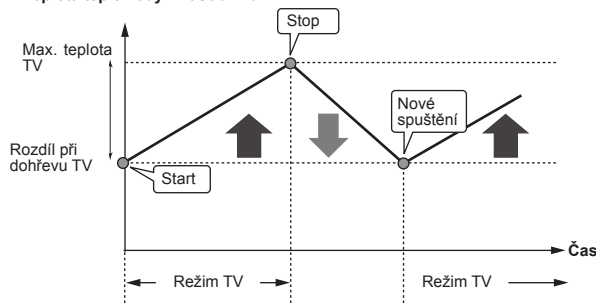 Stop
Max. teplota
TV
Nové
spuštění
Rozdíl při
dohřevu TV
Start
Čas
Režim TV
Režim TV